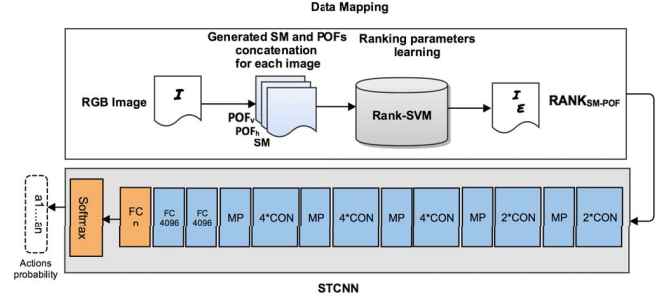 Data Mapping
Generated SM and POFs
concatenation
for each image
Ranking parameters
learning
RGB Image
I
POFv
POFh
SM
Rank-SVM
I
E
RANKSM-POF
a1....an
Softmax
FC
n
FC
4096
FC
4096
MP
4*CON
MP
4*CON
MP
4*CON
MP
2*CON
MP
2*CON
Actions
probability
STCNN